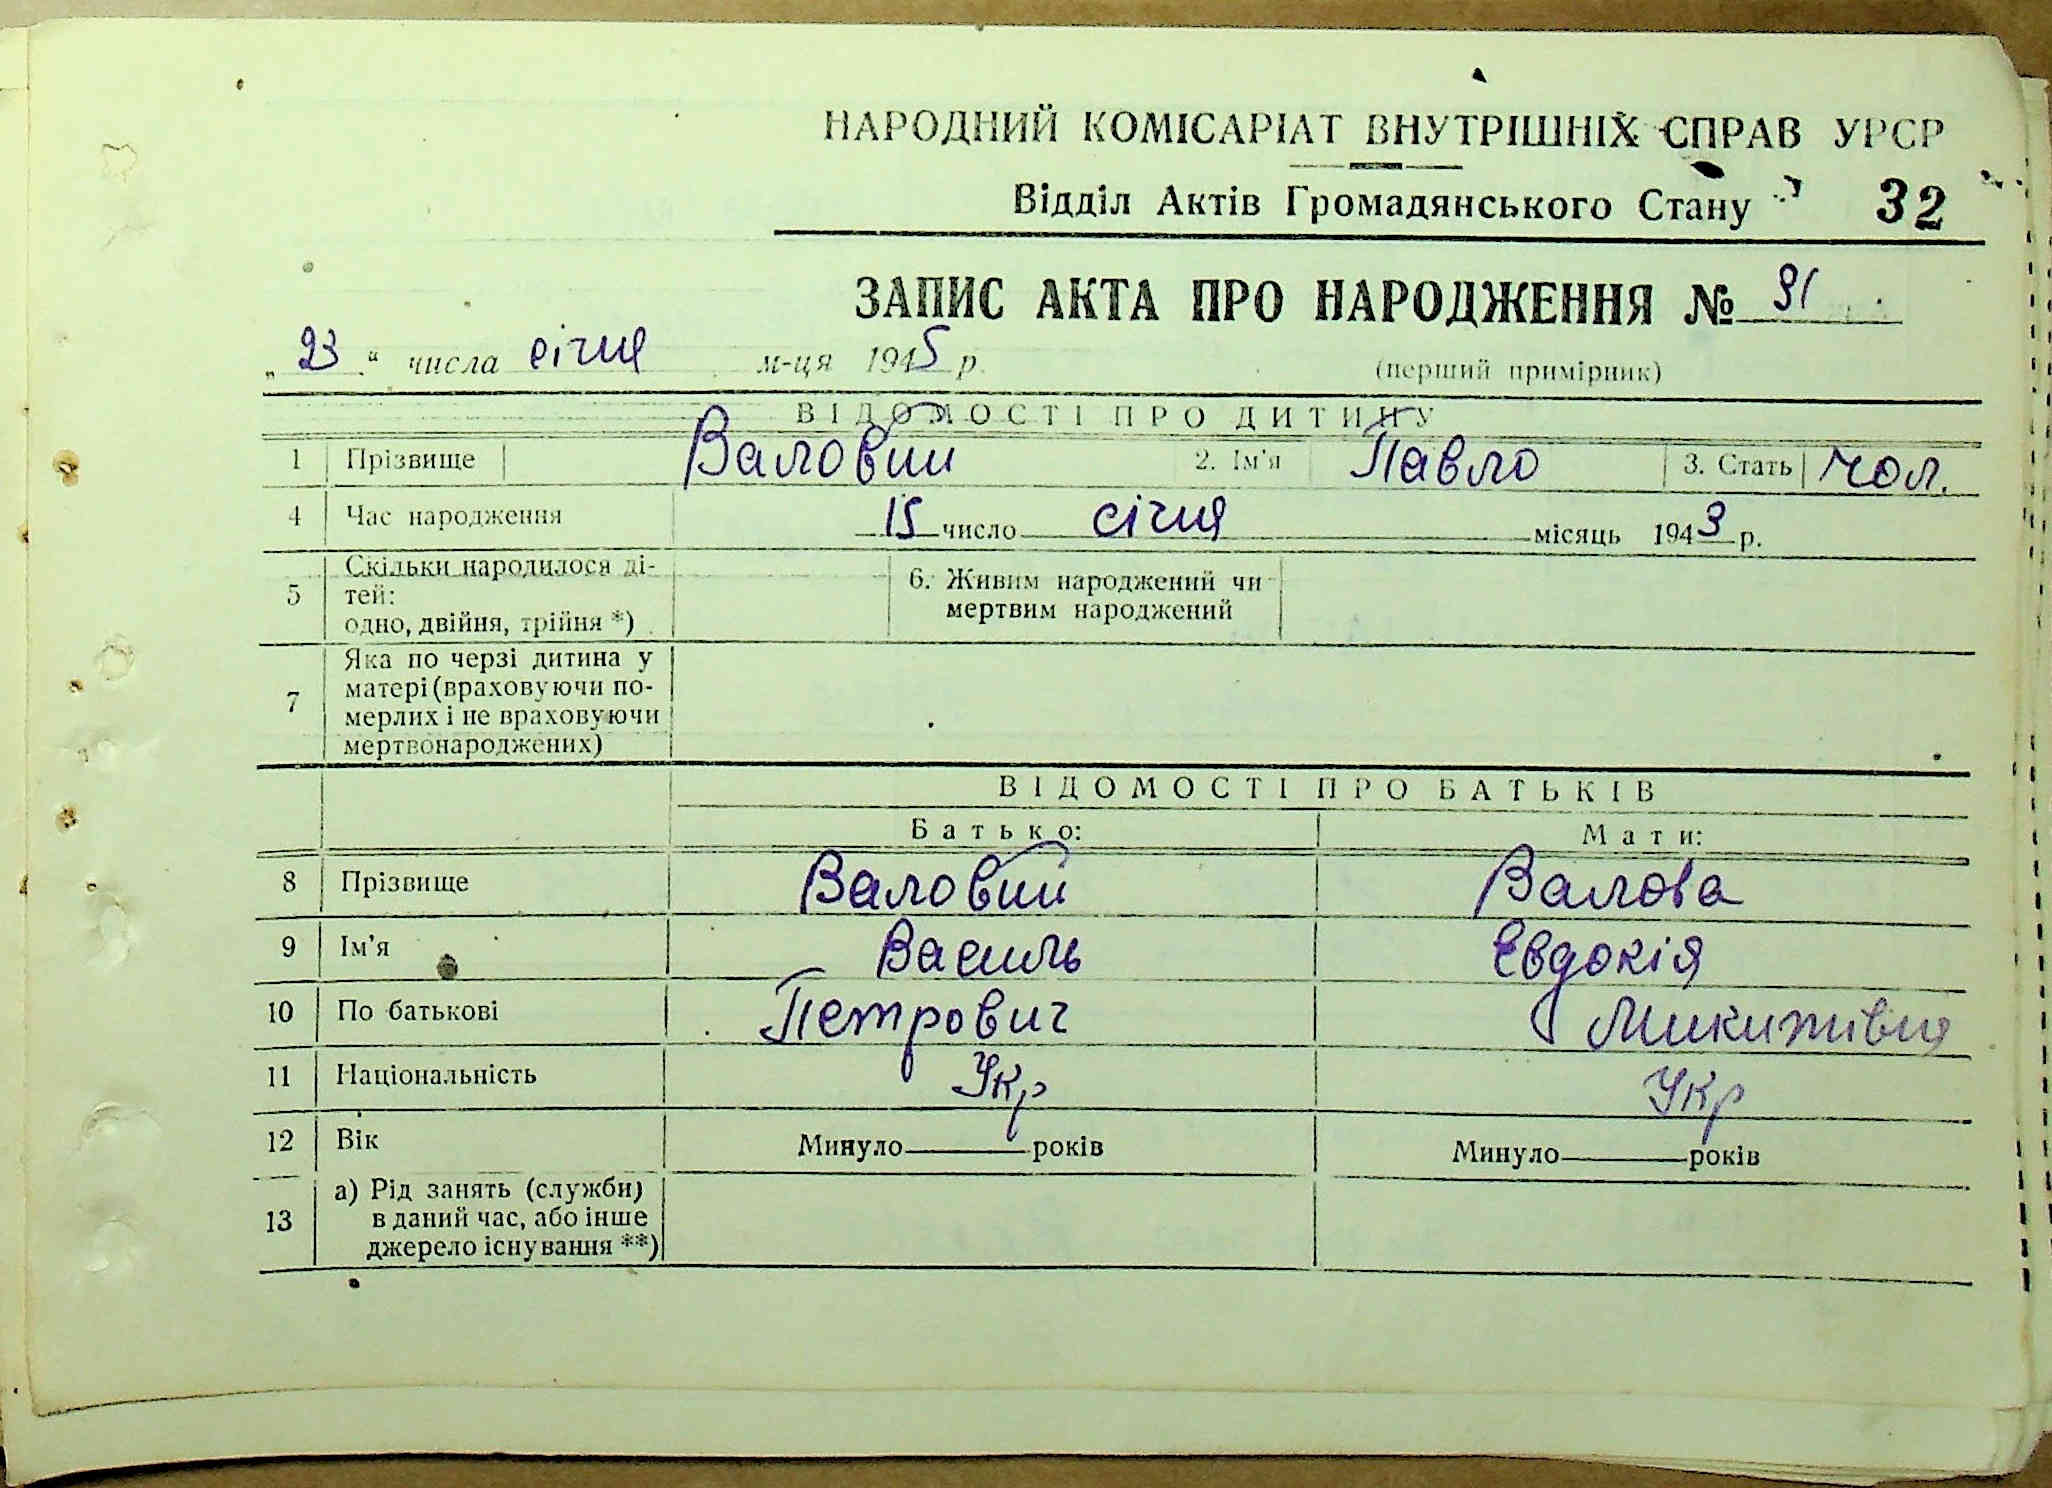 НАРОДНИЙ КОМІСАРІАТ ВНУТРІШНІХ СПРАВ УРСР
Відділ Актів Громадянського Стану 32
ЗАПИС АКТА ПРО НАРОДЖЕННЯ № 91
„23“ числа січня м-ця 1945 р. (перший примірник)
ВІДОМОСТІ ПРО ДИТИНУ
1 Прізвище Валовий 2. Ім'я Павло 3. Стать чол.
4 Час народження 15 число січня місяць 1943 р.
5 Скільки народилося ді-
тей:
одно, двійня, трійня *)
6. Живим народжений чи
мертвим народжений
7 Яка по черзі дитина у
матері (враховуючи по-
мерлих і не враховуючи
мертвонароджених)
ВІДОМОСТІ ПРО БАТЬКІВ
Батько: Мати:
8 Прізвище Валовий Валова
9 Ім'я Василь Евдокія
10 По батькові Петрович Микитівна
11 Національність Укр Укр
12 Вік Минуло років Минуло років
13 а) Рід занять (служби)
в даний час, або інше
джерело існування **)